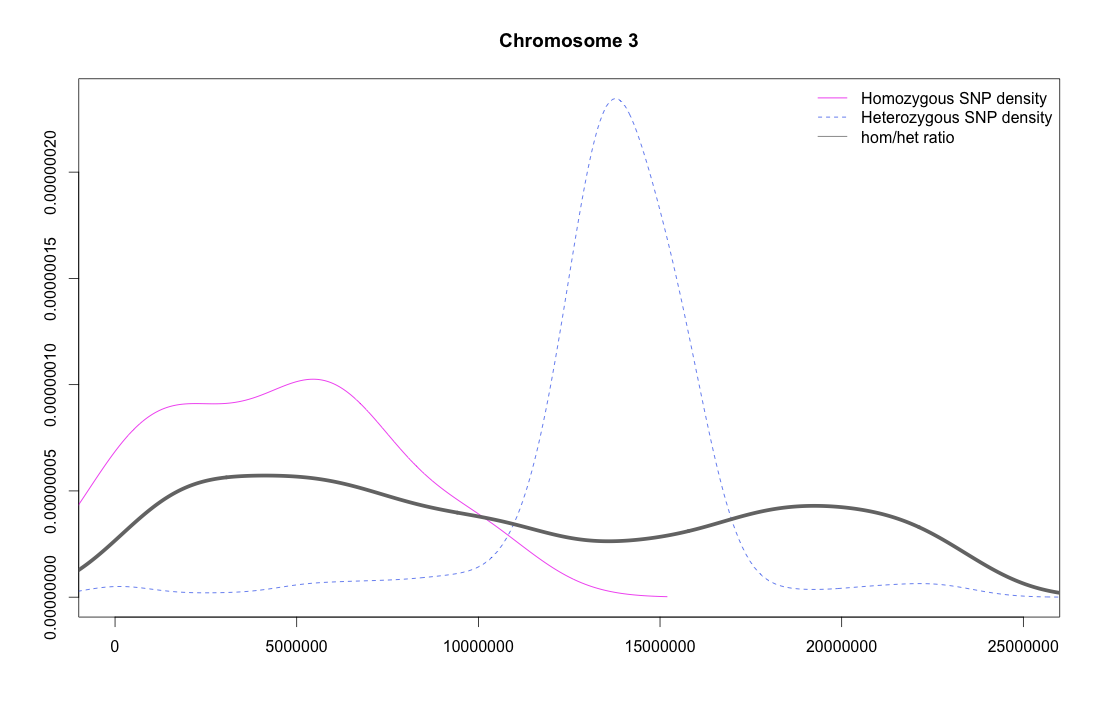 Chromosome 3
Homozygous SNP density
Heterozygous SNP density
hom/het ratio
0.00000020
0.00000015
0.00000010
0.00000005
0.00000000
0 5000000 10000000 15000000 20000000 25000000